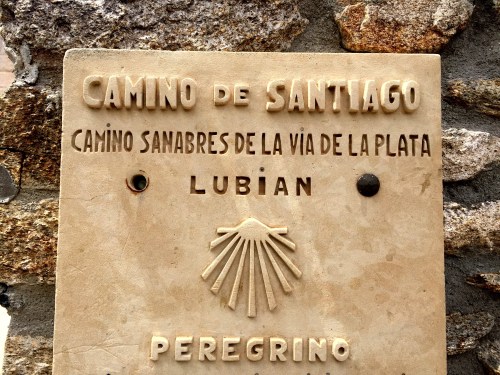 CAMINO DE SANTIAGO
CAMINO SANABRES DE LA VIA DE LA PLATA
LUBIAN
PEREGRINO